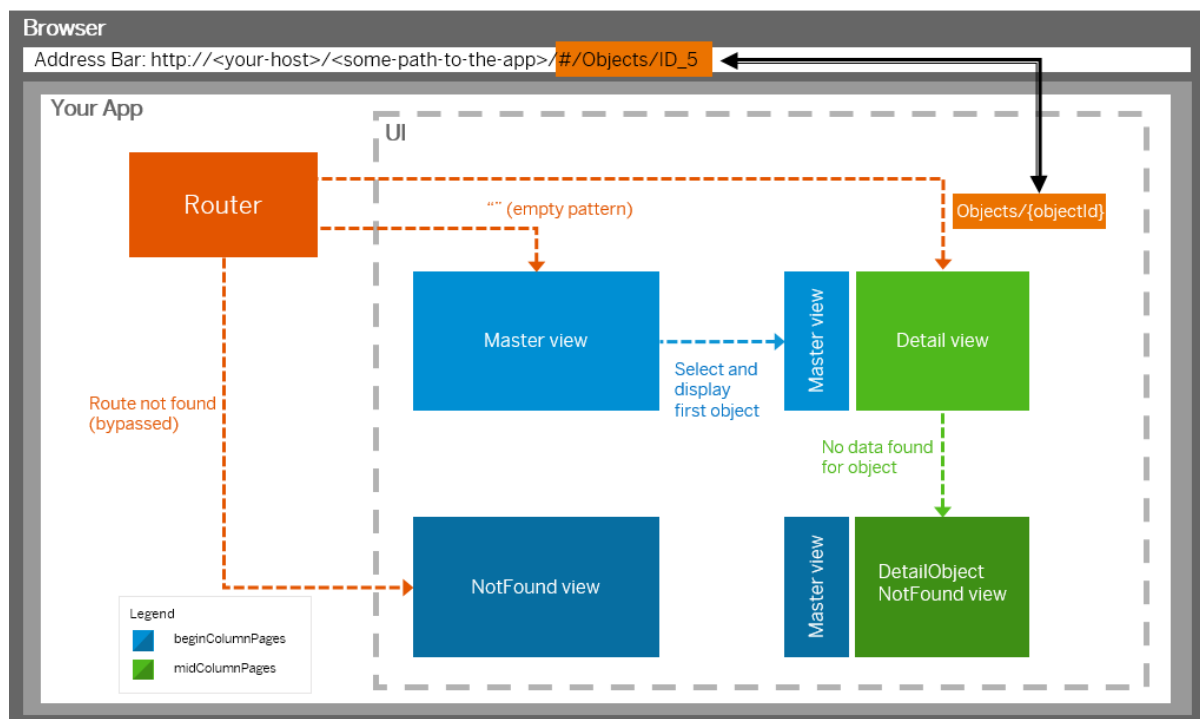 Browser
Address Bar: http://<your-host>/<some-path-to-the-app>/#/Objects/ID_5
Your App
UI
Router
“¨ (empty pattern)
Objects/{objectId}
Master view
Master view
Detail view
Select and
display
first object
Route not found
(bypassed)
No data found
for object
NotFound view
Master view
DetailObject
NotFound view
Legend
beginColumnPages
midColumnPages